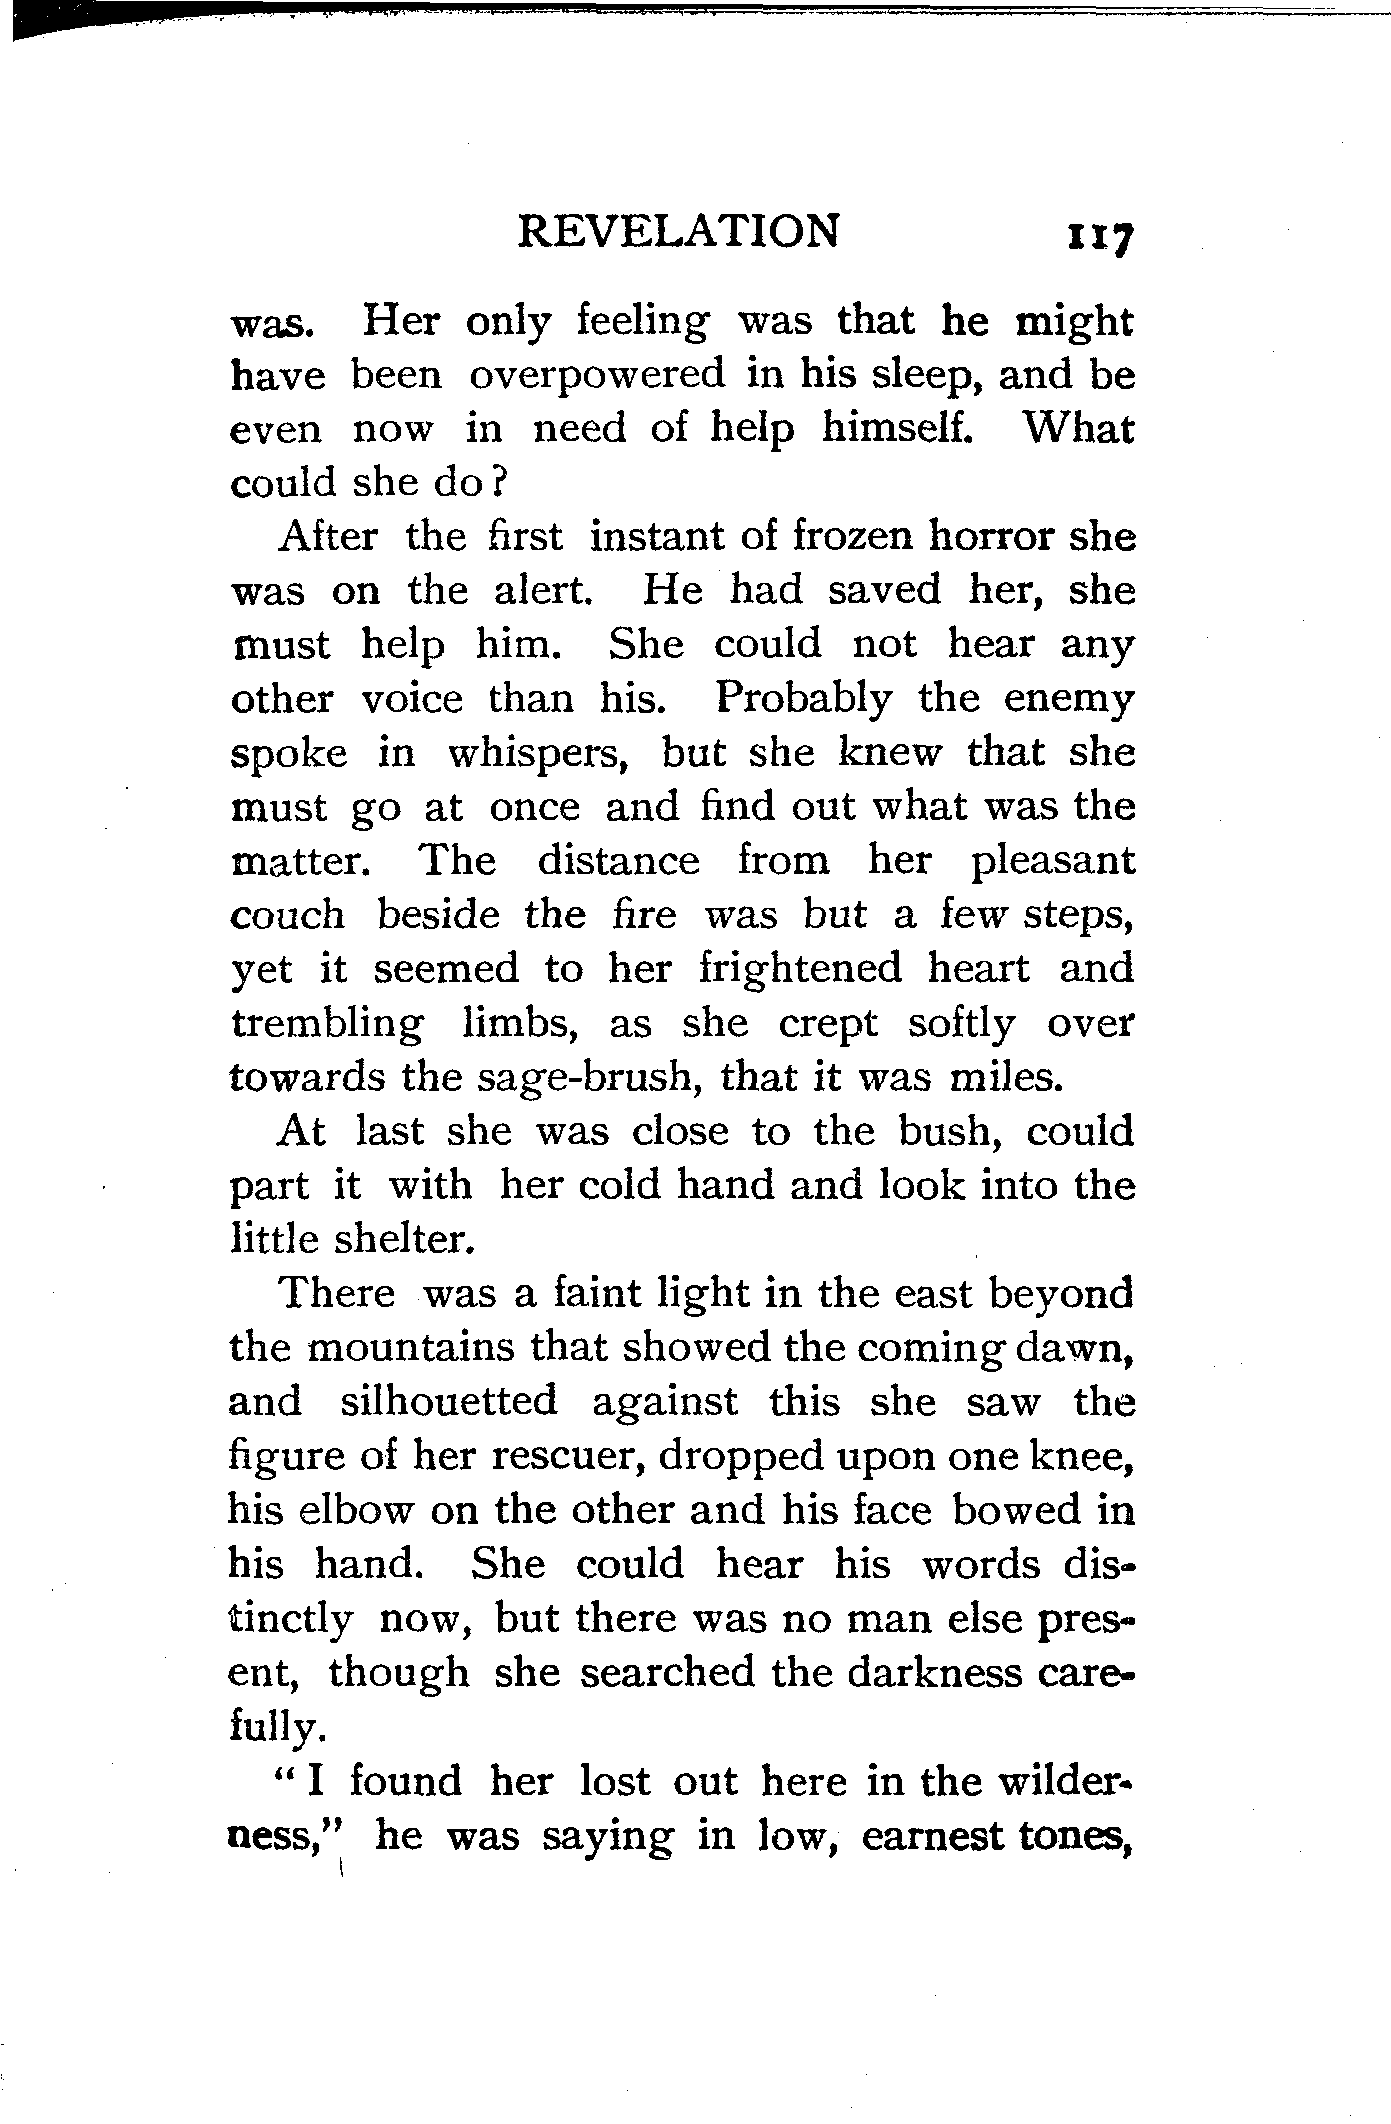 REVELATION 117
was. Her only feeling was that he might
have been overpowered in his sleep, and be
even now in need of help himself. What
could she do?
After the first instant of frozen horror she
was on the alert. He had saved her, she
must help him. She could not hear any
other voice than his. Probably the enemy
spoke in whispers, but she knew that she
must go at once and find out what was the
matter. The distance from her pleasant
couch beside the fire was but a few steps,
yet it seemed to her frightened heart and
trembling limbs, as she crept softly over
towards the sage-brush, that it was miles.
At last she was close to the bush, could
part it with her cold hand and look into the
little shelter.
There was a faint light in the east beyond
the mountains that showed the coming dawn,
and silhouetted against this she saw the
figure of her rescuer, dropped upon one knee,
his elbow on the other and his face bowed in
his hand. She could hear his words dis-
tinctly now, but there was no man else pres-
ent, though she searched the darkness care-
fully.
"I found her lost out here in the wilder-
ness," he was saying in low, earnest tones,